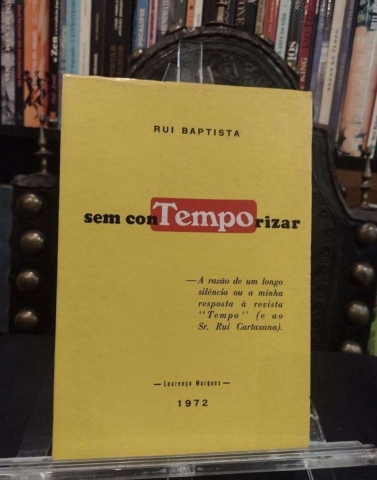 RUI BAPTISTA
sem conTemporizar
—A razão de um longo
silêncio ou a minha
resposta à revista
"Tempo" (e ao
Sr. Rui Cartaxana).
— Lourenço Marques —
1972